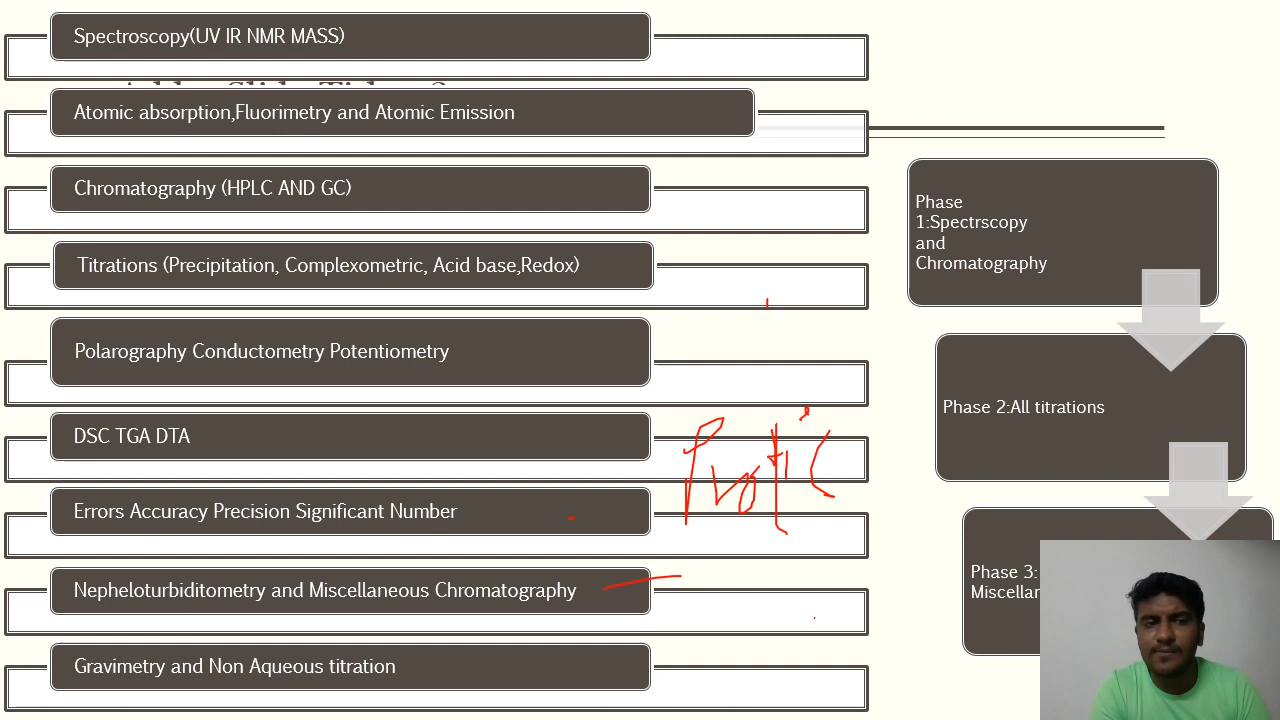 Spectroscopy(UV IR NMR MASS)
Atomic absorption,Fluorimetry and Atomic Emission
Chromatography (HPLC AND GC)
Titrations (Precipitation, Complexometric, Acid base,Redox)
Polarography Conductometry Potentiometry
DSC TGA DTA
Errors Accuracy Precision Significant Number
Nepheloturbiditometry and Miscellaneous Chromatography
Gravimetry and Non Aqueous titration
Protic
Phase
1:Spectrscopy
and
Chromatography
Phase 2:All titrations
Phase 3: